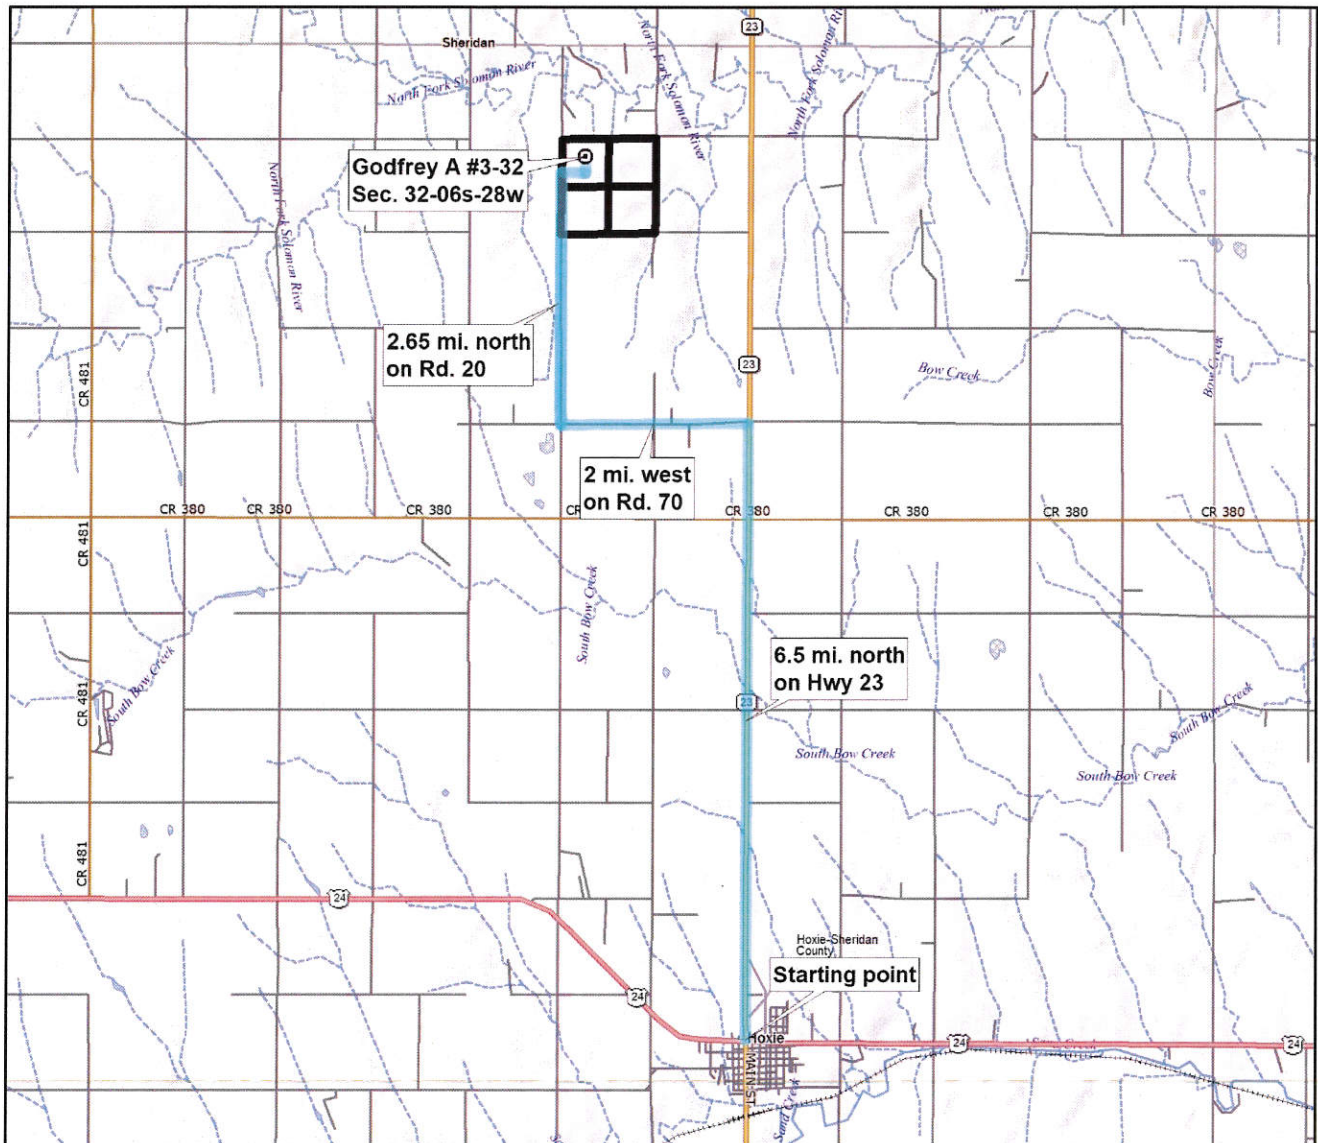 23
Sheridan
North Fork Solomon River
North Fork Solomon River
North Fork Solomon
Godfrey A #3-32
Sec. 32-06s-28w
North Fork Solomon River
2.65 mi. north
on Rd. 20
23
Bow Creek
Bow Creek
CR 481
2 mi. west
on Rd. 70
CR 380
CR 380
CR 380
CR 380
CR 380
CR 380
CR 380
CR 481
South Bow Creek
6.5 mi. north
on Hwy 23
South Bow Creek
CR 481
23
South Bow Creek
South Bow Creek
South Bow Creek
CR 481
24
Hoxie-Sheridan
County
Starting point
24
Hoxie
24
24
MAIN ST
Sand Creek